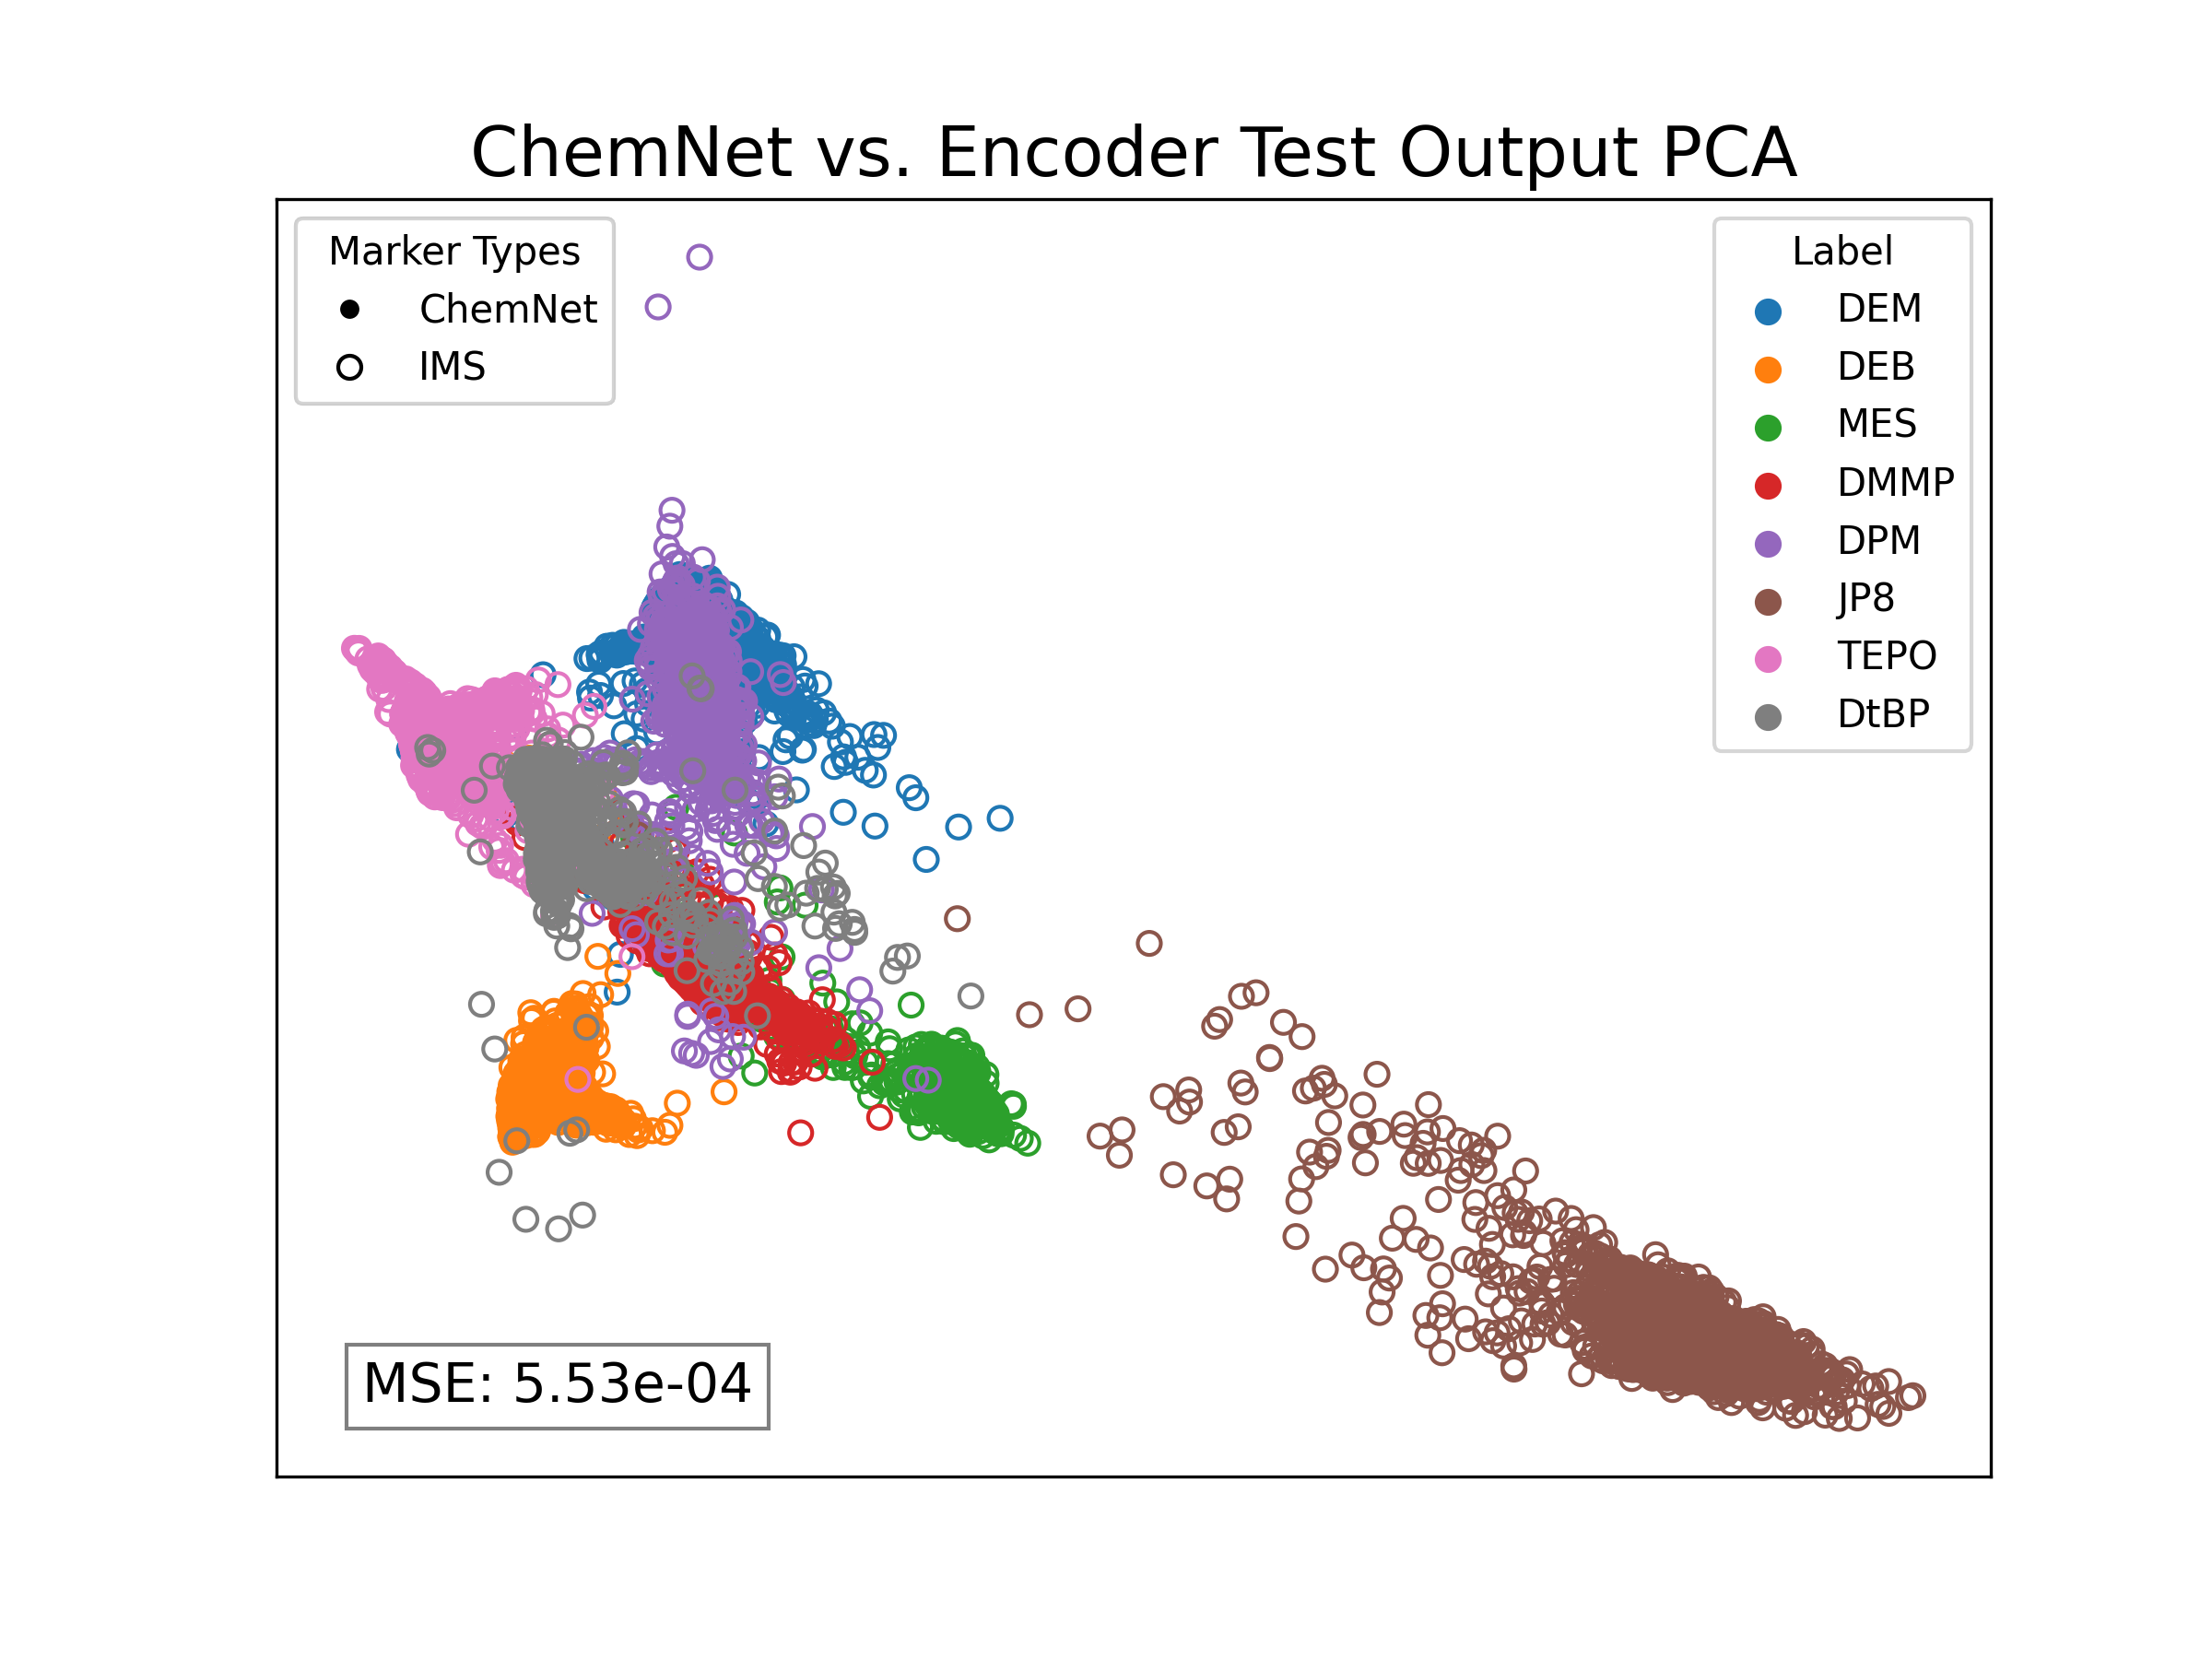 ChemNet vs. Encoder Test Output PCA
Marker Types
ChemNet
IMS
Label
DEM
DEB
MES
DMMP
DPM
JP8
TEPO
DtBP
MSE: 5.53e-04